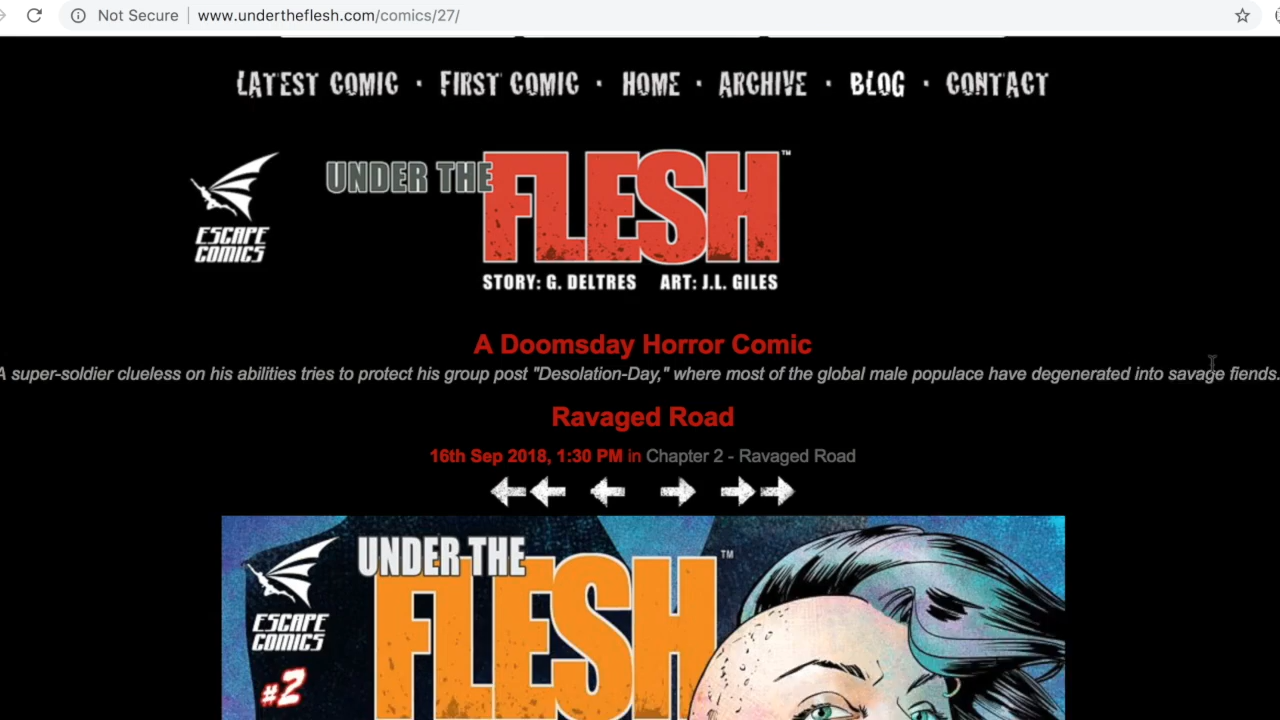 Not Secure www.undertheflesh.com/comics/27/
LATEST COMIC · FIRST COMIC · HOME · ARCHIVE · BLOG · CONTACT
UNDER THE FLESH™
ESCAPE COMICS
STORY: G. DELTRES ART: J.L. GILES
A Doomsday Horror Comic
A super-soldier clueless on his abilities tries to protect his group post "Desolation-Day," where most of the global male populace have degenerated into savage fiends.
Ravaged Road
16th Sep 2018, 1:30 PM in Chapter 2 - Ravaged Road
UNDER THE
FLESH™
ESCAPE
COMICS
#2